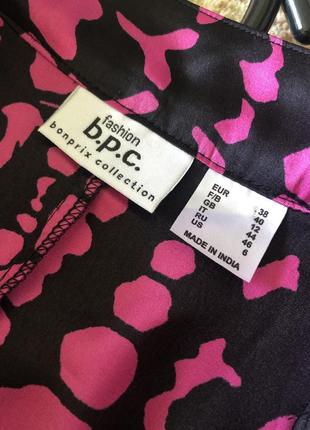 fashion
b.p.c.
bonprix collection
EUR 38
F/B 40
GB 12
IT 44
RU 46
US 6
MADE IN INDIA